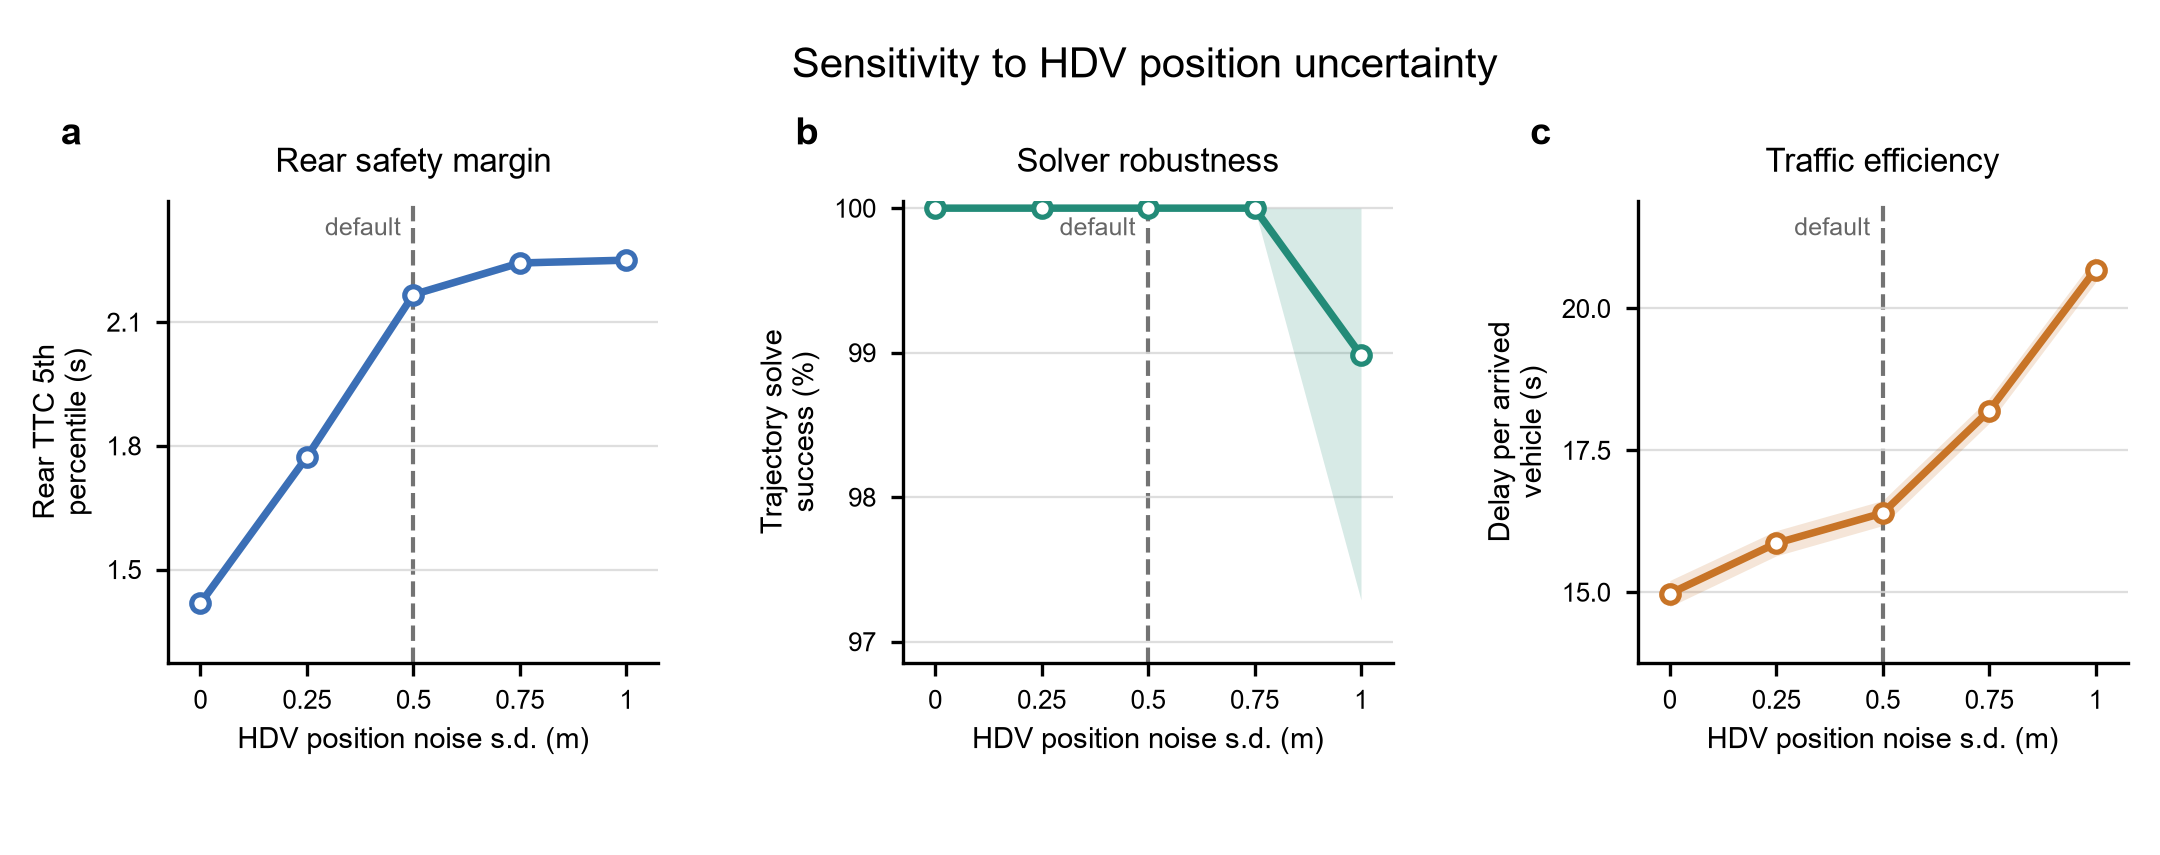 Sensitivity to HDV position uncertainty
a
Rear safety margin
default
2.1
1.8
1.5
Rear TTC 5th
percentile (s)
0 0.25 0.5 0.75 1
HDV position noise s.d. (m)
b
Solver robustness
default
100
99
98
97
Trajectory solve
success (%)
0 0.25 0.5 0.75 1
HDV position noise s.d. (m)
c
Traffic efficiency
default
20.0
17.5
15.0
Delay per arrived
vehicle (s)
0 0.25 0.5 0.75 1
HDV position noise s.d. (m)